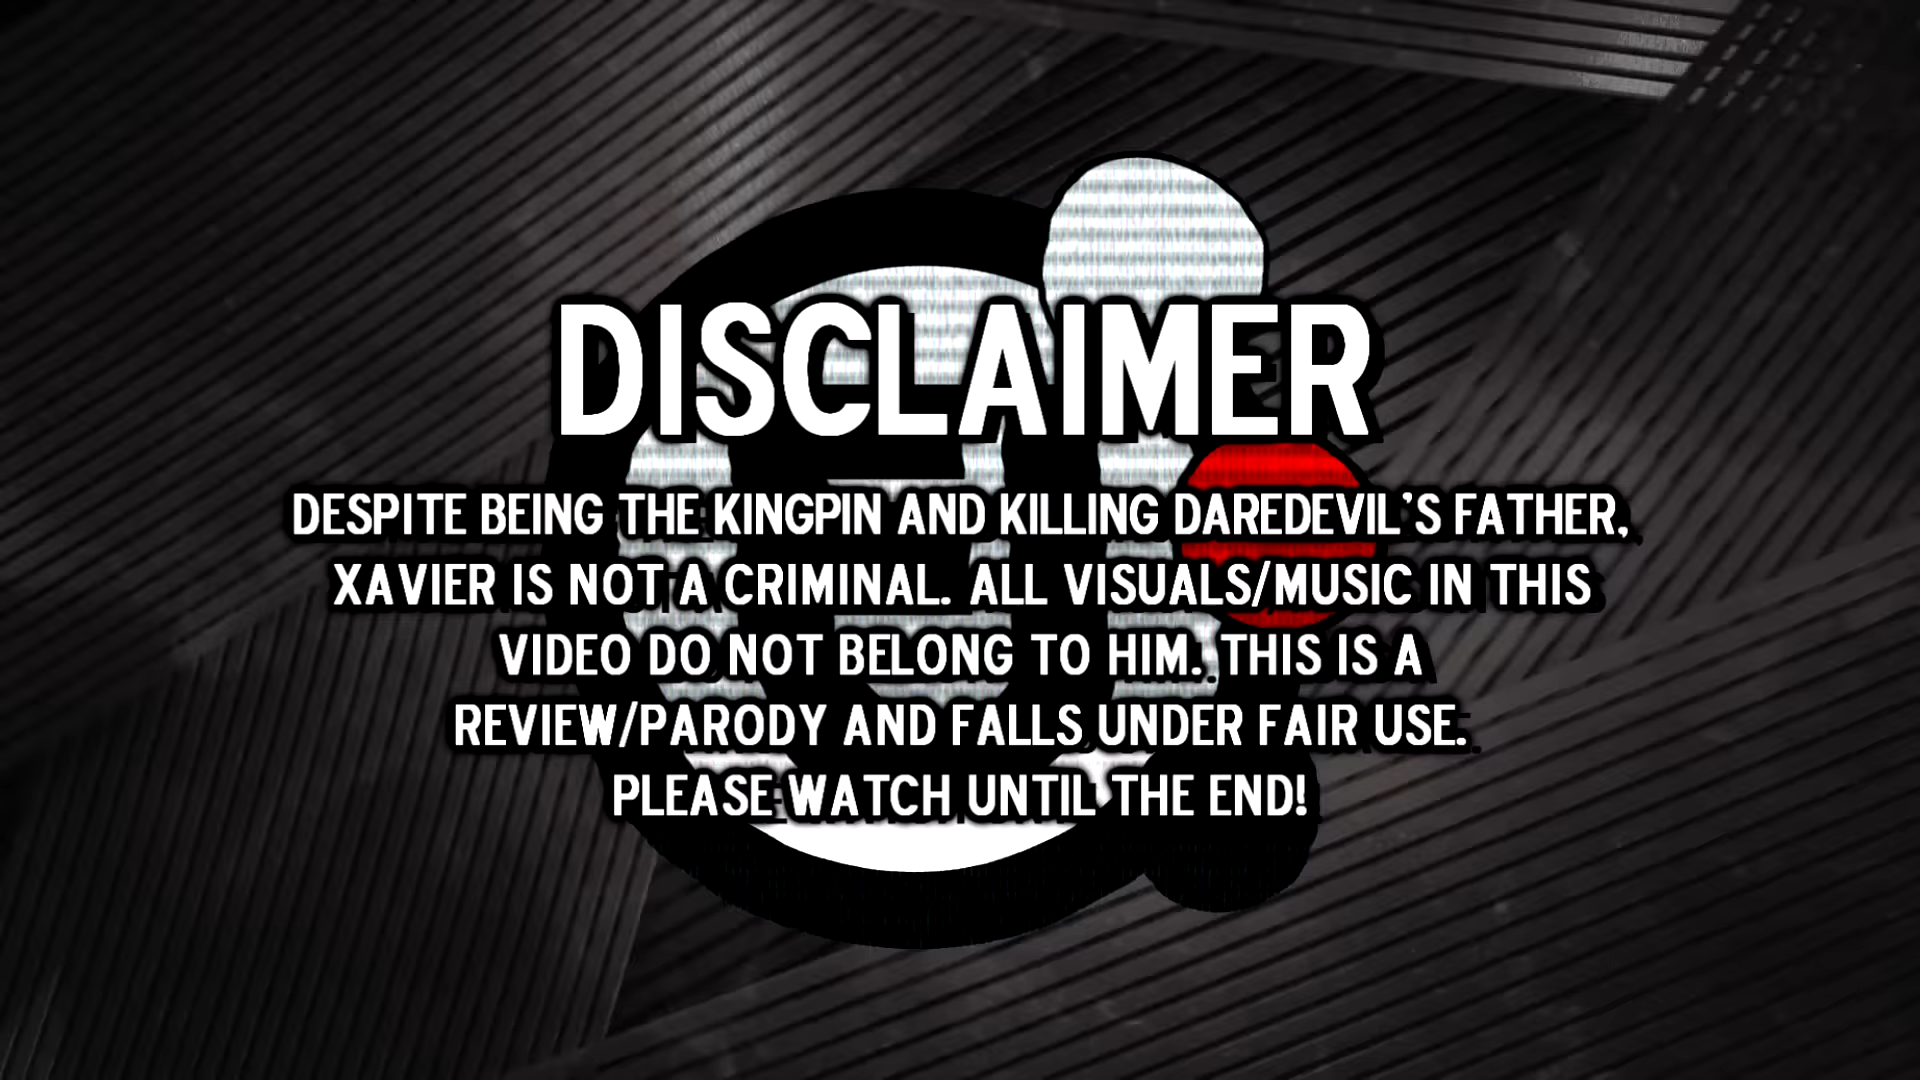 DISCLAIMER
DESPITE BEING THE KINGPIN AND KILLING DAREDEVIL'S FATHER,
XAVIER IS NOT A CRIMINAL. ALL VISUALS/MUSIC IN THIS
VIDEO DO NOT BELONG TO HIM. THIS IS A
REVIEW/PARODY AND FALLS UNDER FAIR USE.
PLEASE WATCH UNTIL THE END!